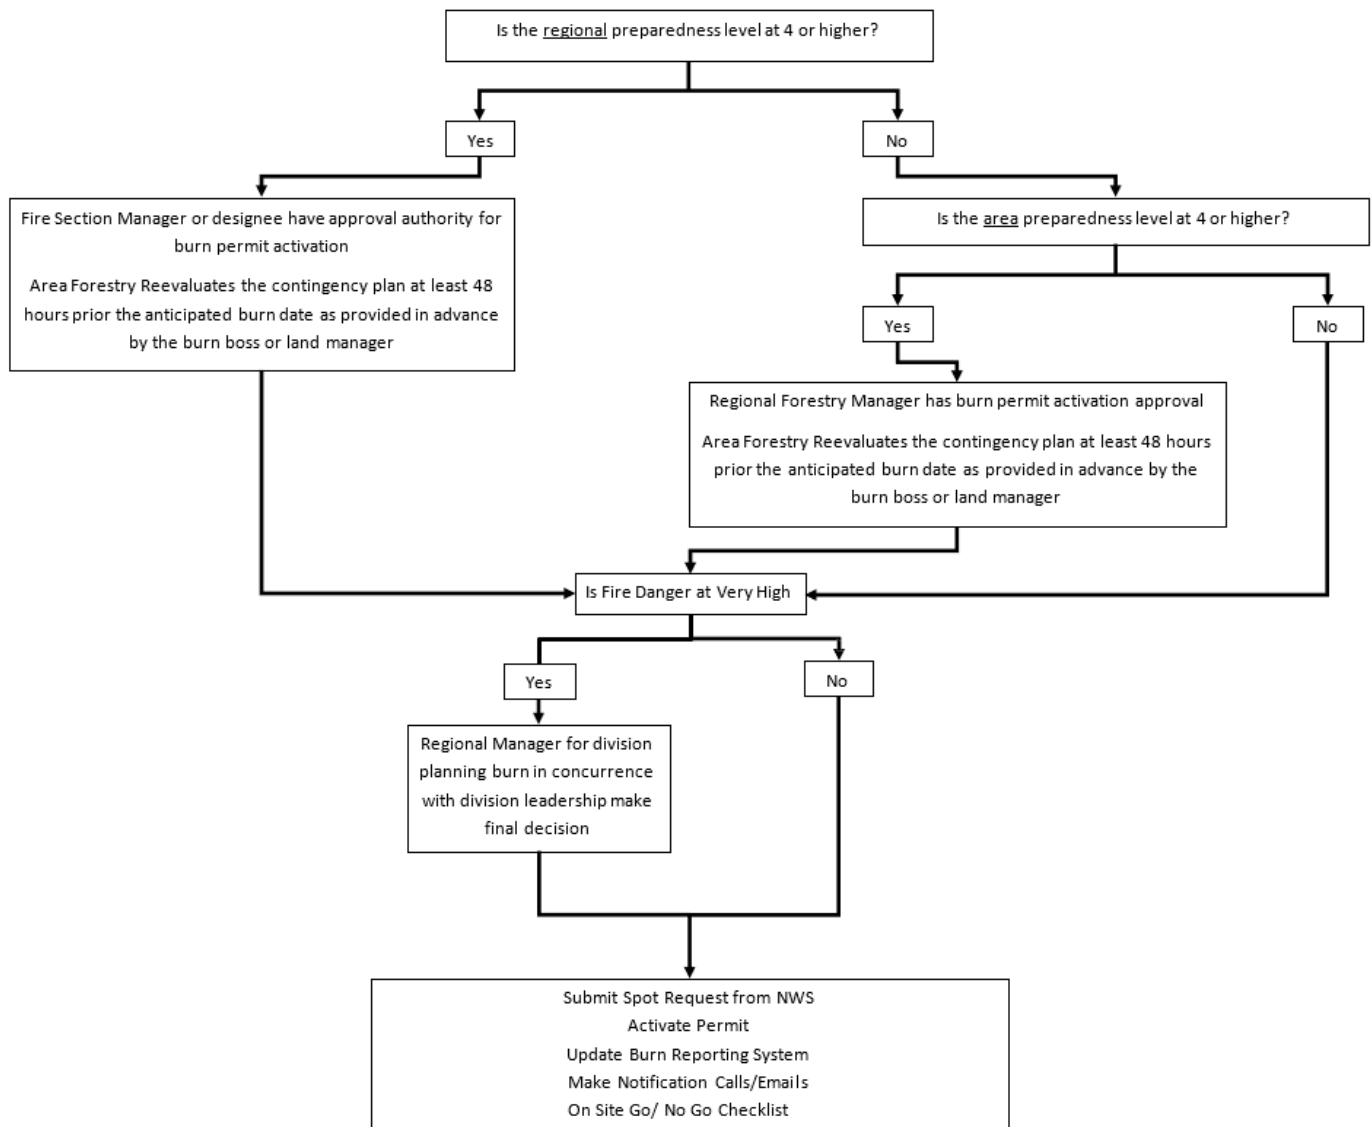 Is the regional preparedness level at 4 or higher?
Yes
No
Fire Section Manager or designee have approval authority for
burn permit activation
Area Forestry Reevaluates the contingency plan at least 48
hours prior the anticipated burn date as provided in advance
by the burn boss or land manager
Is the area preparedness level at 4 or higher?
Yes
No
Regional Forestry Manager has burn permit activation approval
Area Forestry Reevaluates the contingency plan at least 48 hours
prior the anticipated burn date as provided in advance by the
burn boss or land manager
Is Fire Danger at Very High
Yes
No
Regional Manager for division
planning burn in concurrence
with division leadership make
final decision
Submit Spot Request from NWS
Activate Permit
Update Burn Reporting System
Make Notification Calls/Emails
On Site Go/ No Go Checklist